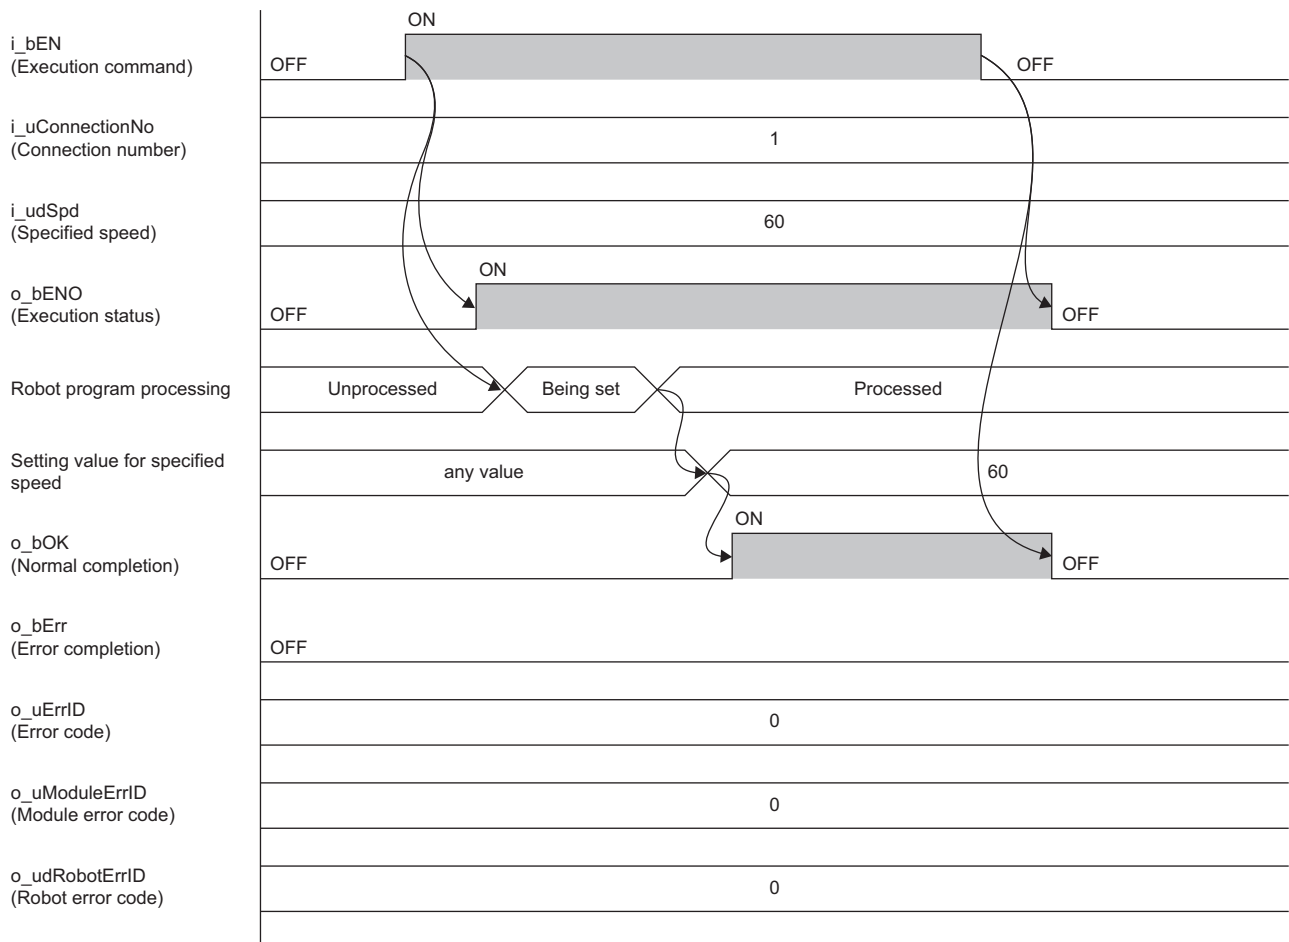 ON
i_bEN
(Execution command)
OFF
OFF
i_uConnectionNo
(Connection number)
1
i_udSpd
(Specified speed)
60
ON
o_bENO
(Execution status)
OFF
OFF
Robot program processing
Unprocessed
Being set
Processed
Setting value for specified
speed
any value
60
ON
o_bOK
(Normal completion)
OFF
OFF
o_bErr
(Error completion)
OFF
o_uErrID
(Error code)
0
o_uModuleErrID
(Module error code)
0
o_udRobotErrID
(Robot error code)
0